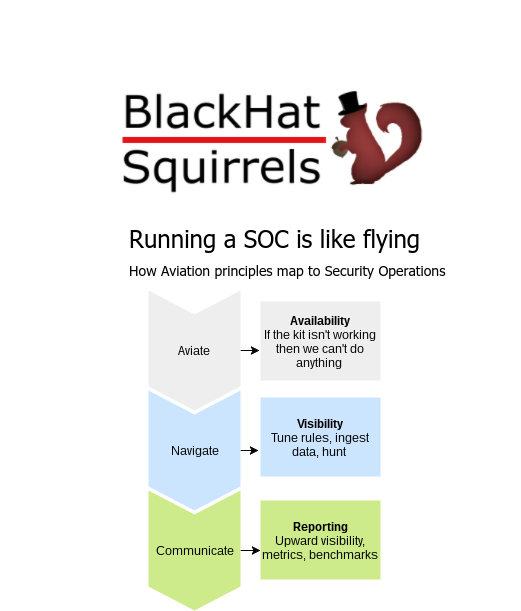 BlackHat
Squirrels
Running a SOC is like flying
How Aviation principles map to Security Operations
Aviate
Availability
If the kit isn't working
then we can't do
anything
Navigate
Visibility
Tune rules, ingest
data, hunt
Communicate
Reporting
Upward visibility,
metrics, benchmarks